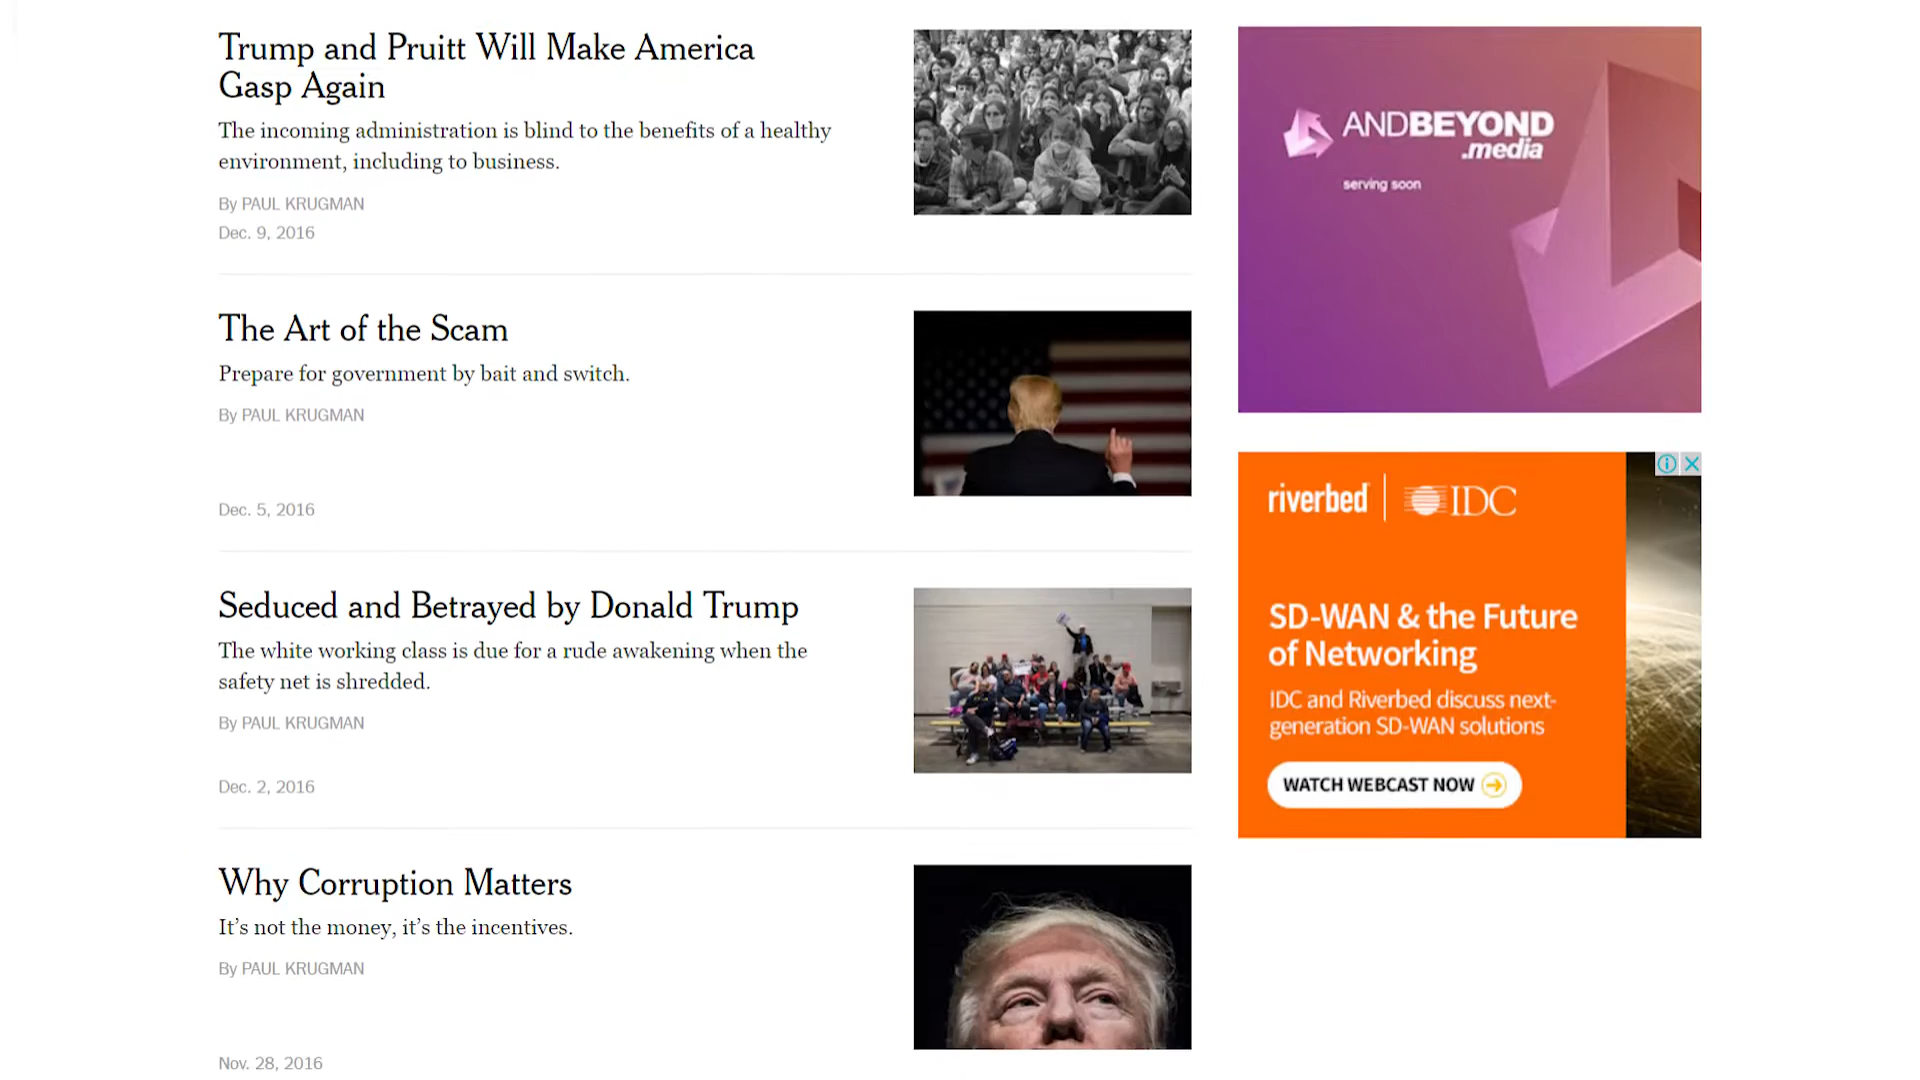 Trump and Pruitt Will Make America
Gasp Again
The incoming administration is blind to the benefits of a healthy
environment, including to business.
By PAUL KRUGMAN
Dec. 9, 2016
The Art of the Scam
Prepare for government by bait and switch.
By PAUL KRUGMAN
Dec. 5, 2016
Seduced and Betrayed by Donald Trump
The white working class is due for a rude awakening when the
safety net is shredded.
By PAUL KRUGMAN
Dec. 2, 2016
Why Corruption Matters
It’s not the money, it’s the incentives.
By PAUL KRUGMAN
Nov. 28, 2016
ANDBEYOND
.media
serving soon
riverbed IDC
SD-WAN & the Future
of Networking
IDC and Riverbed discuss next-
generation SD-WAN solutions
WATCH WEBCAST NOW